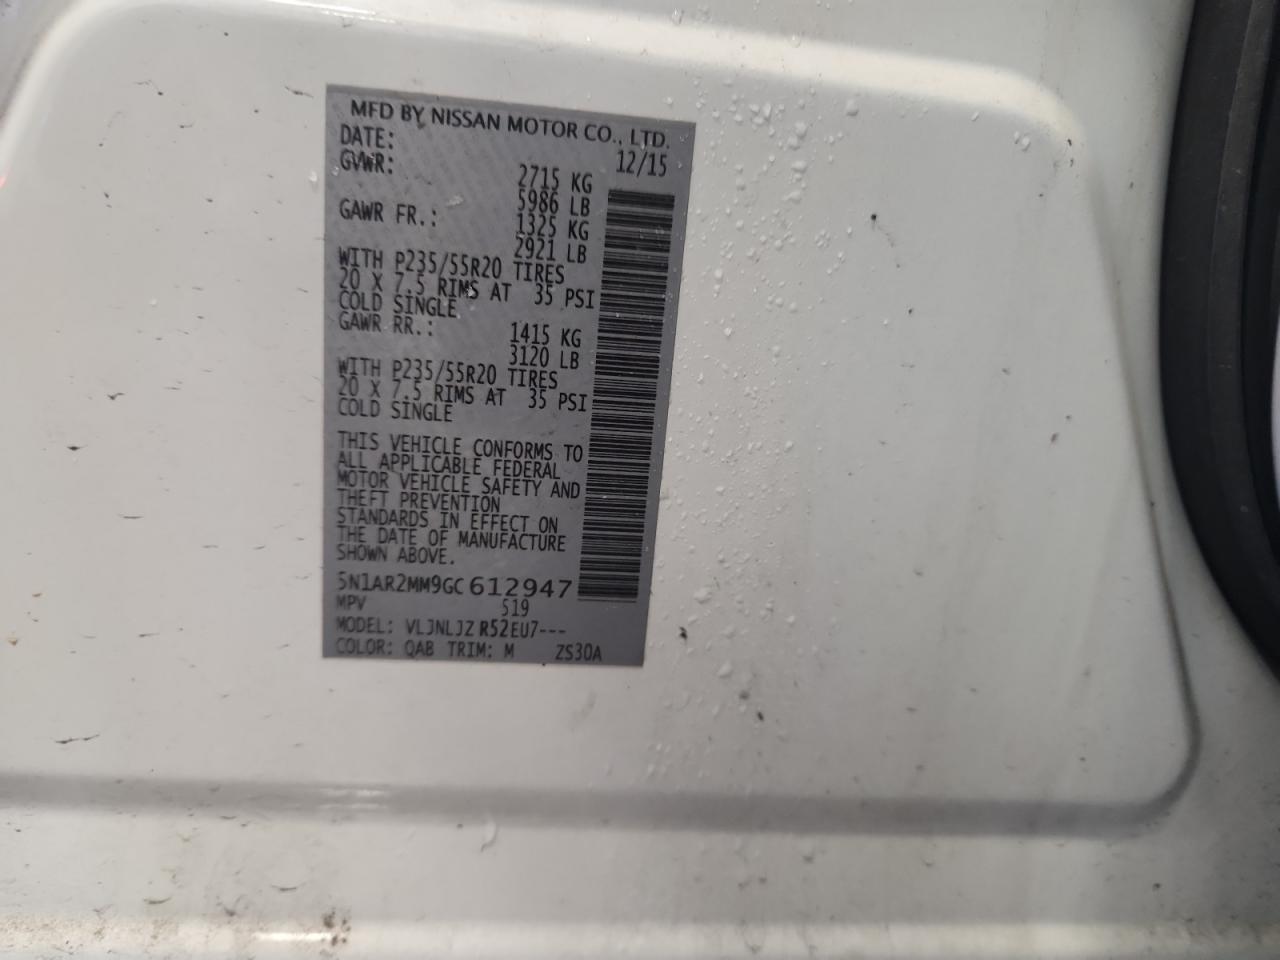 MFD BY NISSAN MOTOR CO., LTD.
DATE: 12/15
GVWR: 2715 KG
5986 LB
GAWR FR.: 1325 KG
2921 LB
WITH P235/55R20 TIRES
20 X 7.5 RIMS AT 35 PSI
COLD SINGLE
GAWR RR.: 1415 KG
3120 LB
WITH P235/55R20 TIRES
20 X 7.5 RIMS AT 35 PSI
COLD SINGLE
THIS VEHICLE CONFORMS TO
ALL APPLICABLE FEDERAL
MOTOR VEHICLE SAFETY AND
THEFT PREVENTION
STANDARDS IN EFFECT ON
THE DATE OF MANUFACTURE
SHOWN ABOVE.
5N1AR2MM9GC612947
MPV 519
MODEL: VLJNLJZ R52EU7---
COLOR: QAB TRIM: M ZS30A